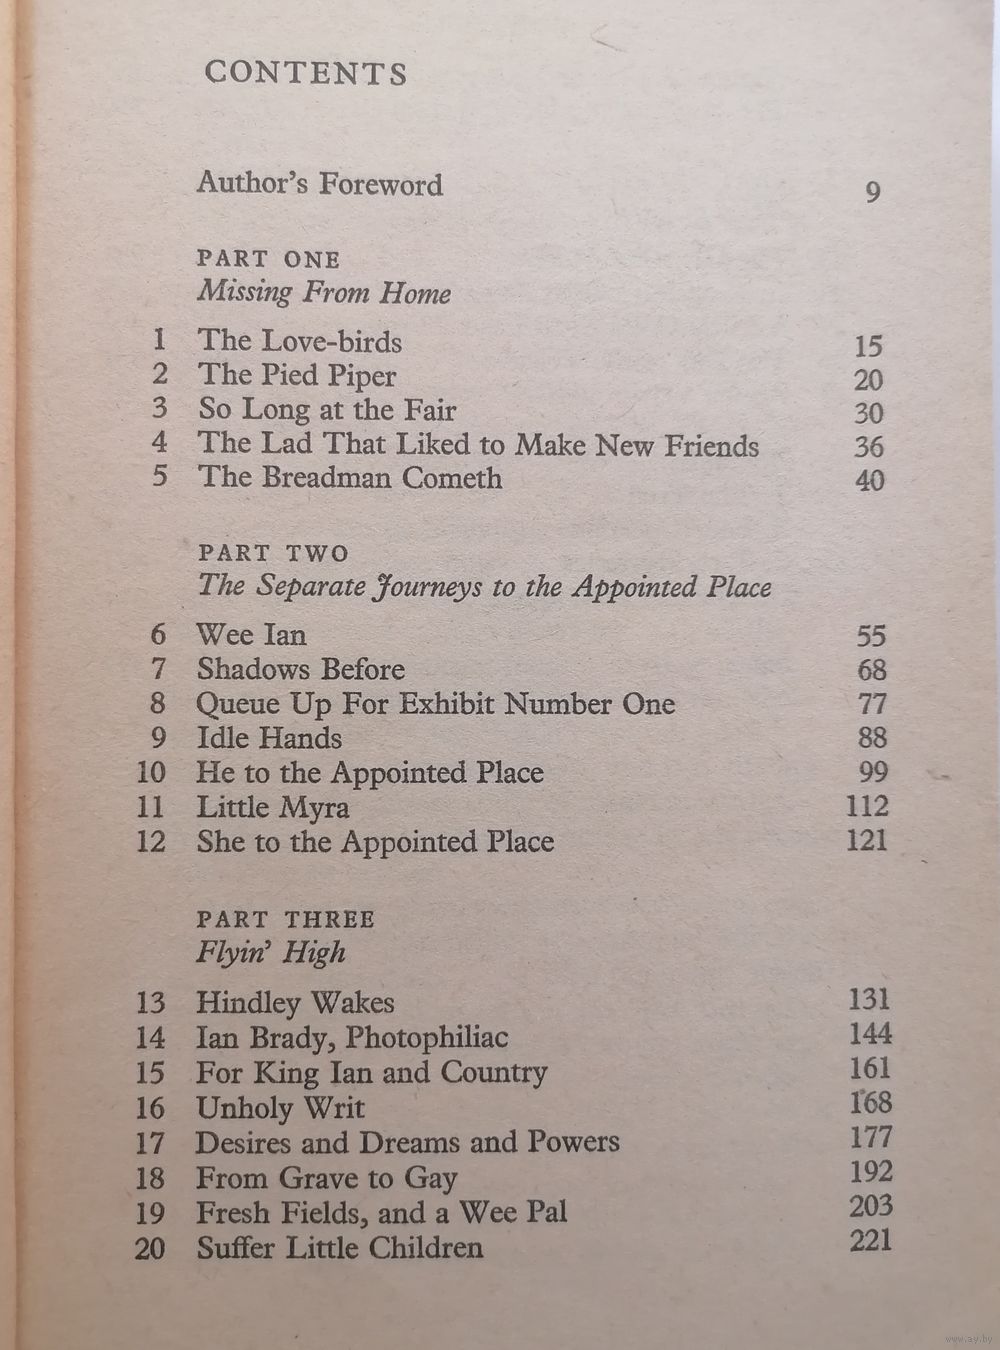 CONTENTS
Author's Foreword 9
PART ONE
Missing From Home
1 The Love-birds 15
2 The Pied Piper 20
3 So Long at the Fair 30
4 The Lad That Liked to Make New Friends 36
5 The Breadman Cometh 40
PART TWO
The Separate Journeys to the Appointed Place
6 Wee Ian 55
7 Shadows Before 68
8 Queue Up For Exhibit Number One 77
9 Idle Hands 88
10 He to the Appointed Place 99
11 Little Myra 112
12 She to the Appointed Place 121
PART THREE
Flyin' High
13 Hindley Wakes 131
14 Ian Brady, Photophiliac 144
15 For King Ian and Country 161
16 Unholy Writ 168
17 Desires and Dreams and Powers 177
18 From Grave to Gay 192
19 Fresh Fields, and a Wee Pal 203
20 Suffer Little Children 221
www.ay.by